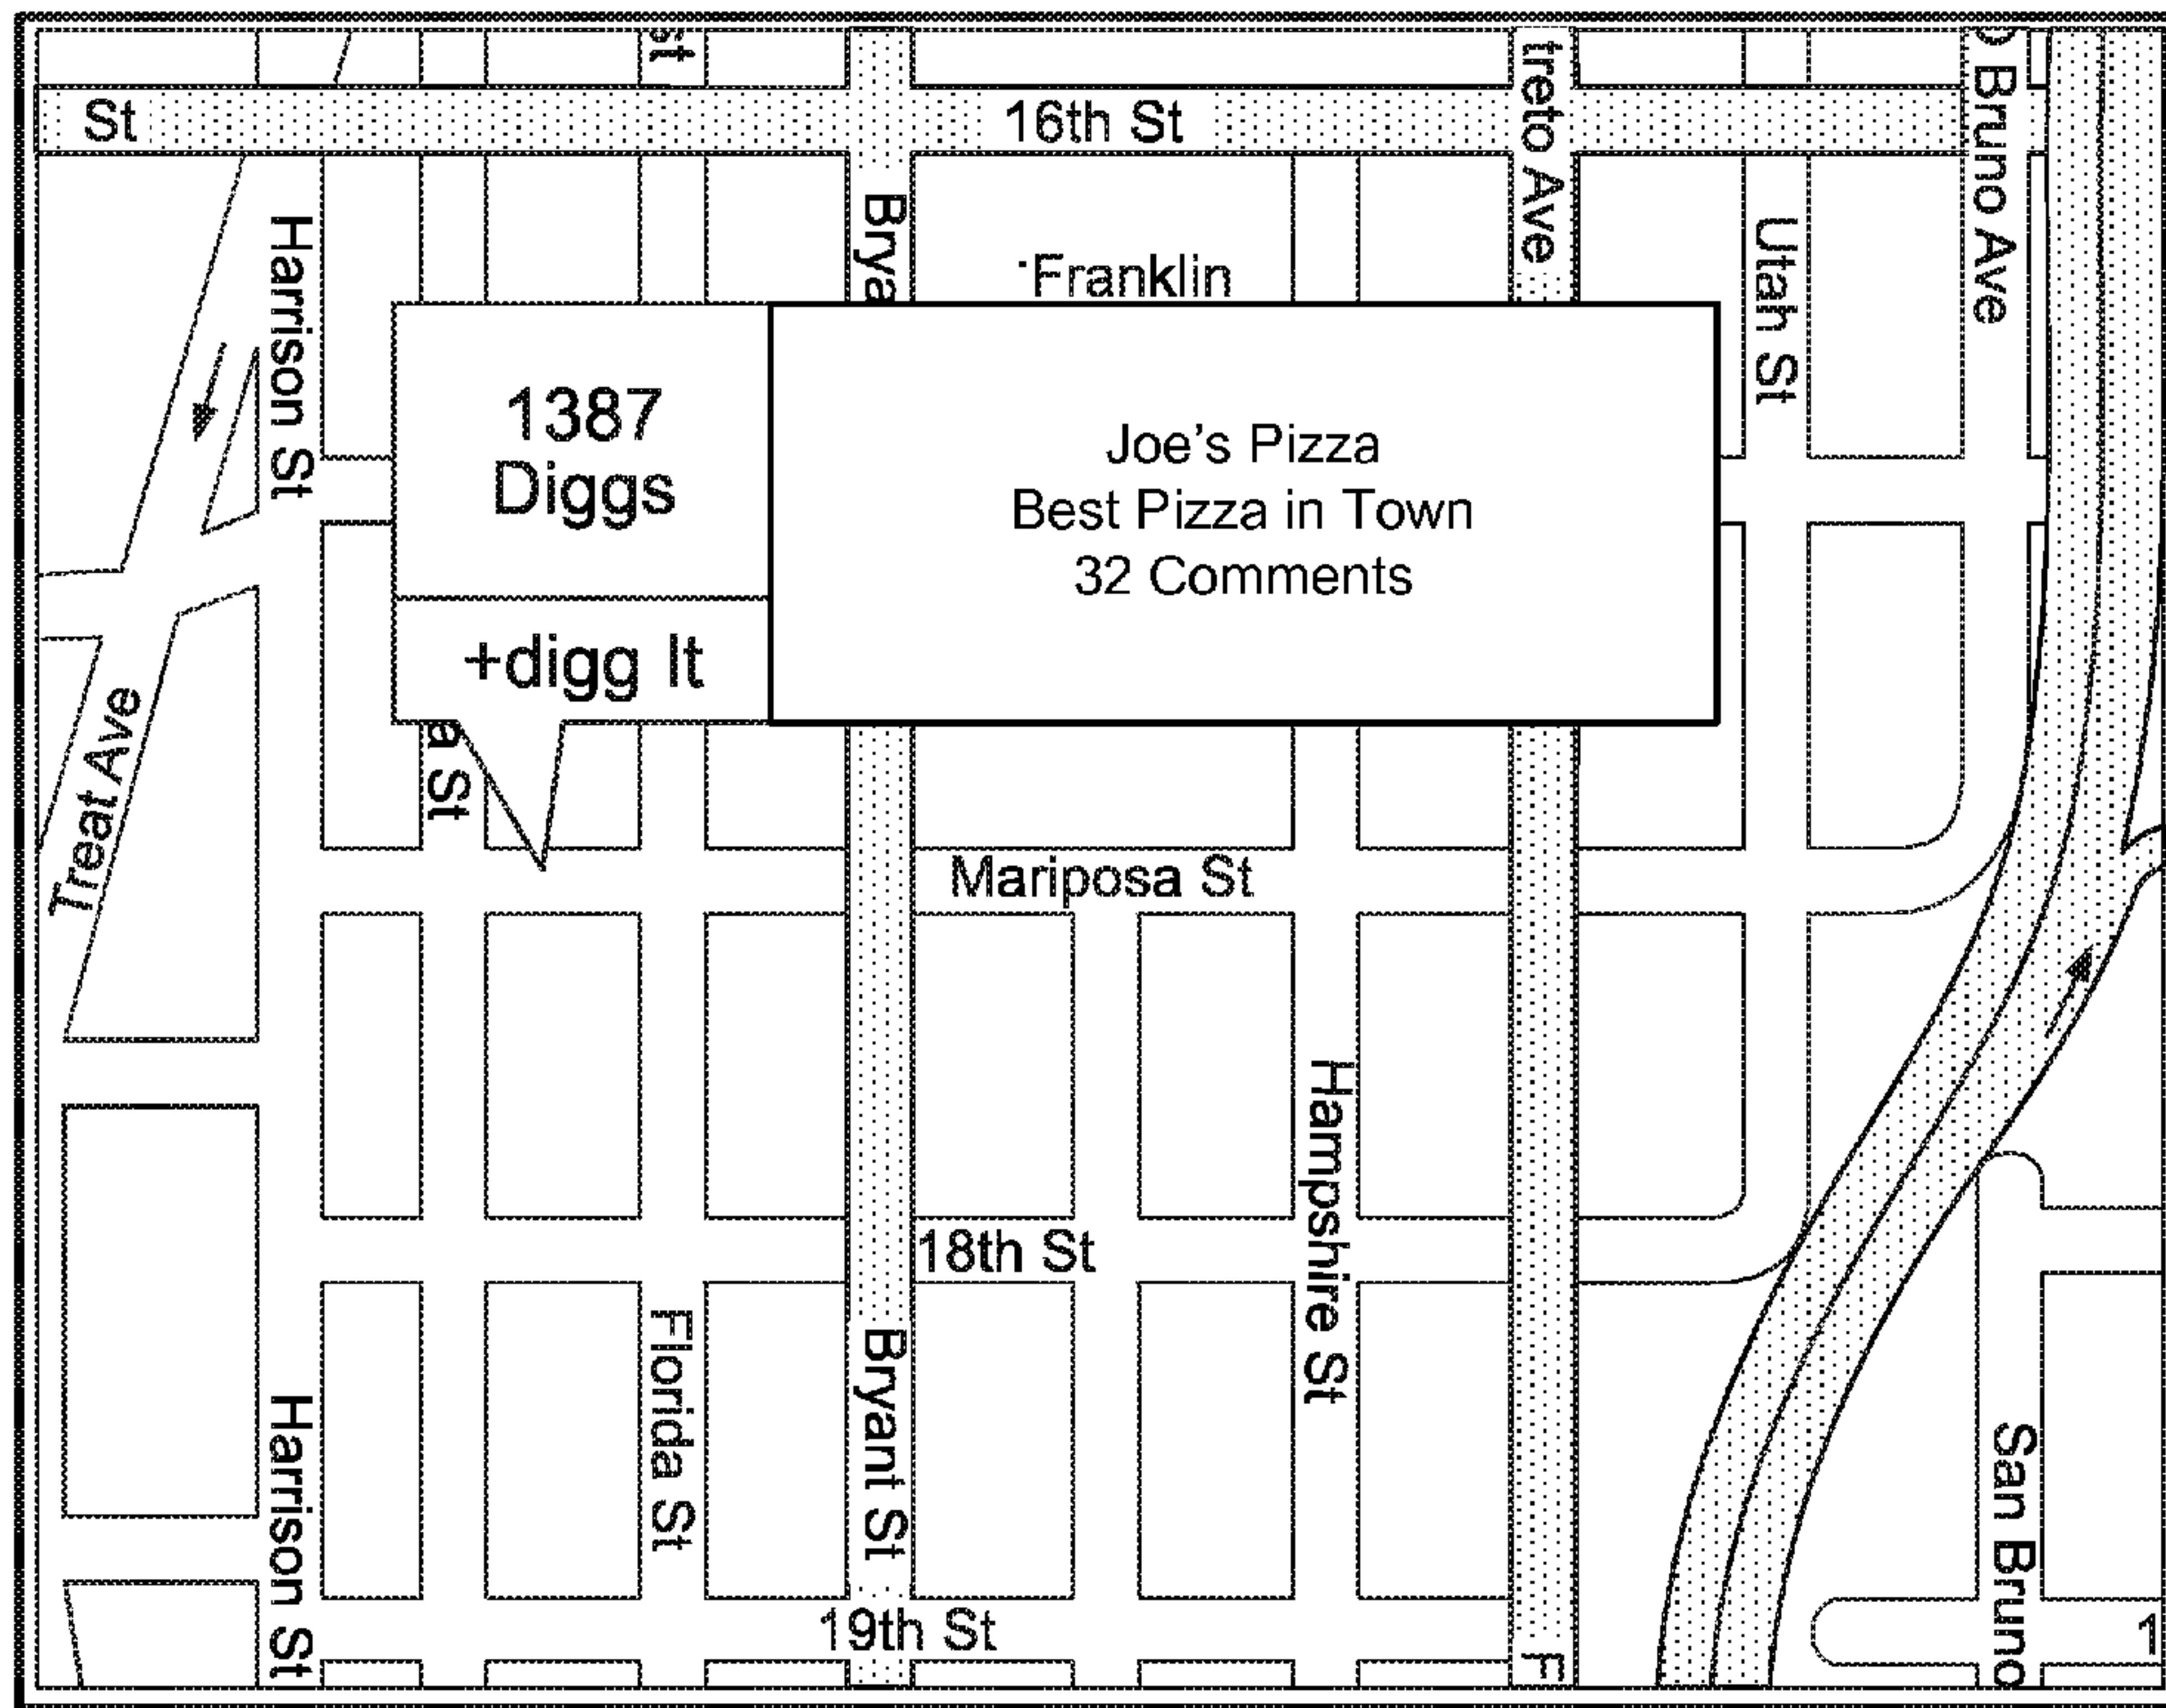 St
16th St
treto Ave
Bruno Ave
Harrison St
Brya
Franklin
Utah St
1387
Diggs
Joe's Pizza
Best Pizza in Town
32 Comments
+digg It
a St
Treat Ave
Mariposa St
Hampshire St
18th St
Florida St
Bryant St
Harrison St
San Bruno
19th St
F
1